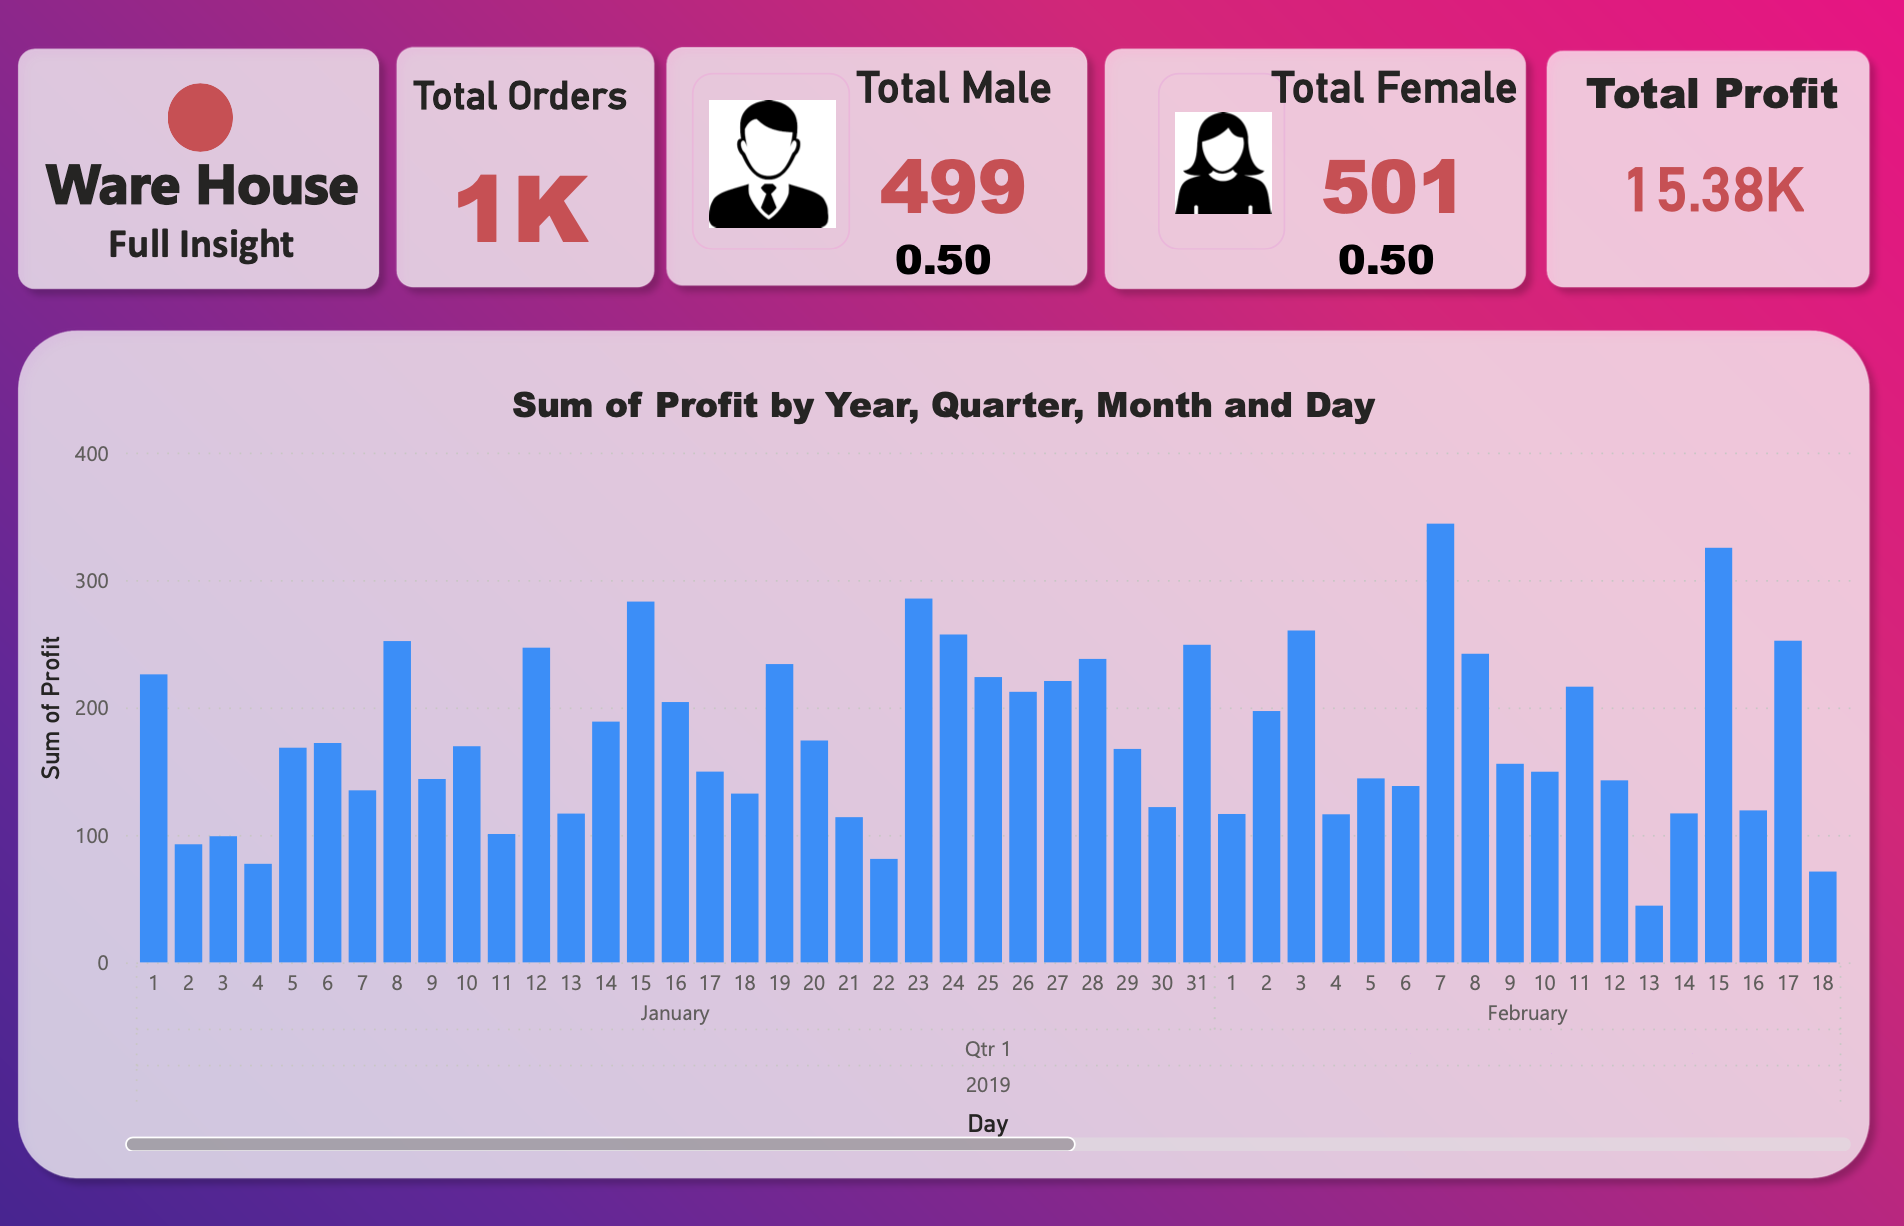 Ware House
Full Insight
Total Orders
1K
Total Male
499
0.50
Total Female
501
0.50
Total Profit
15.38K
Sum of Profit by Year, Quarter, Month and Day
Sum of Profit
400
300
200
100
0
1 2 3 4 5 6 7 8 9 10 11 12 13 14 15 16 17 18 19 20 21 22 23 24 25 26 27 28 29 30 31 1 2 3 4 5 6 7 8 9 10 11 12 13 14 15 16 17 18
January February
Qtr 1
2019
Day